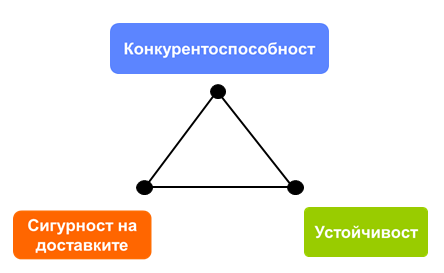 Конкурентоспособност
Сигурност на
доставките
Устойчивост